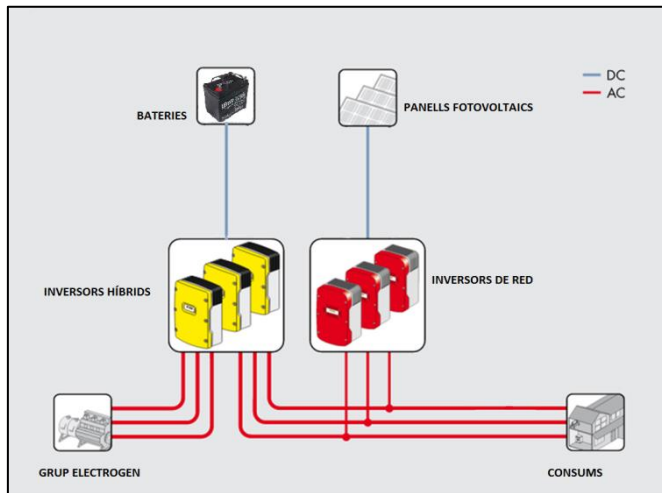 BATERIES
PANELLS FOTOVOLTAICS
DC
AC
INVERSORS HÍBRIDS
INVERSORS DE RED
GRUP ELECTROGEN
CONSUMS